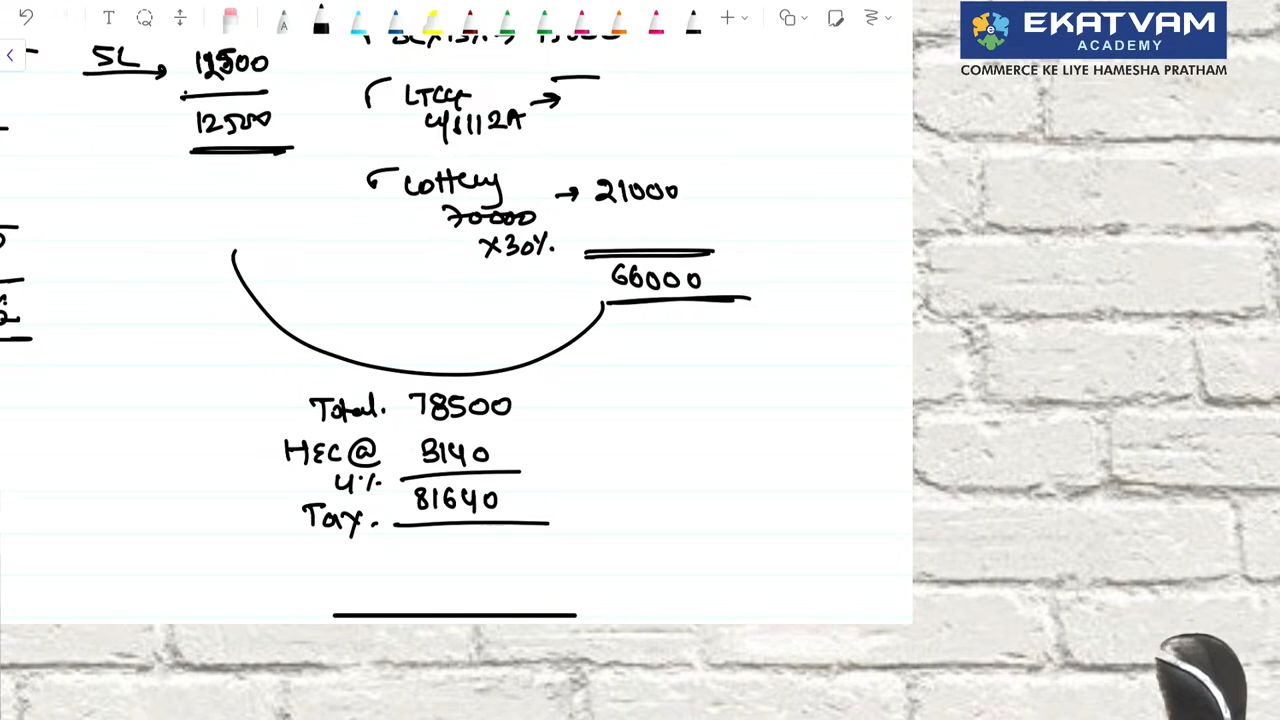 EKATVAM
ACADEMY
COMMERCE KE LIYE HAMESHA PRATHAM
5L → 12500
12500
LTCG
u/s 112A →
Lottery → 21000
70000
x30%
66000
Total. 78500
HEC @ 3140
4%
81640
Tax.